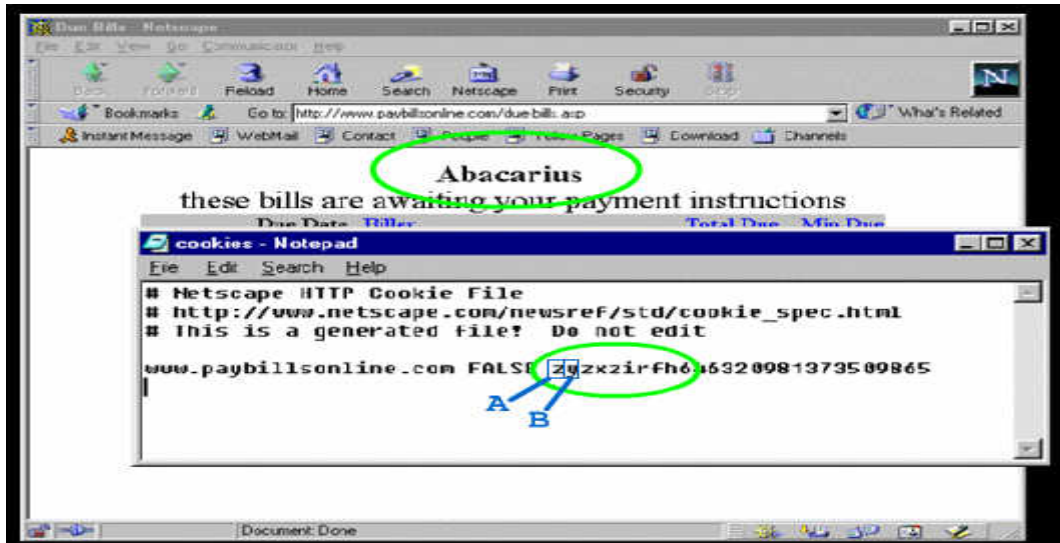 Due Bills - Netscape
File Edit View Go Communicator Help
Back Forward Reload Home Search Netscape Print Security Stop
N
Bookmarks Go to: http://www.paybillsonline.com/duebills.asp What's Related
Instant Message WebMail Contact People Yellow Pages Download Channels
Abacarius
these bills are awaiting your payment instructions
Due Date Biller Total Due Min Due
cookies - Notepad
File Edit Search Help
# Netscape HTTP Cookie File
# http://www.netscape.com/newsref/std/cookie_spec.html
# This is a generated file! Do not edit
www.paybillsonline.com FALSE
A
B
Document: Done